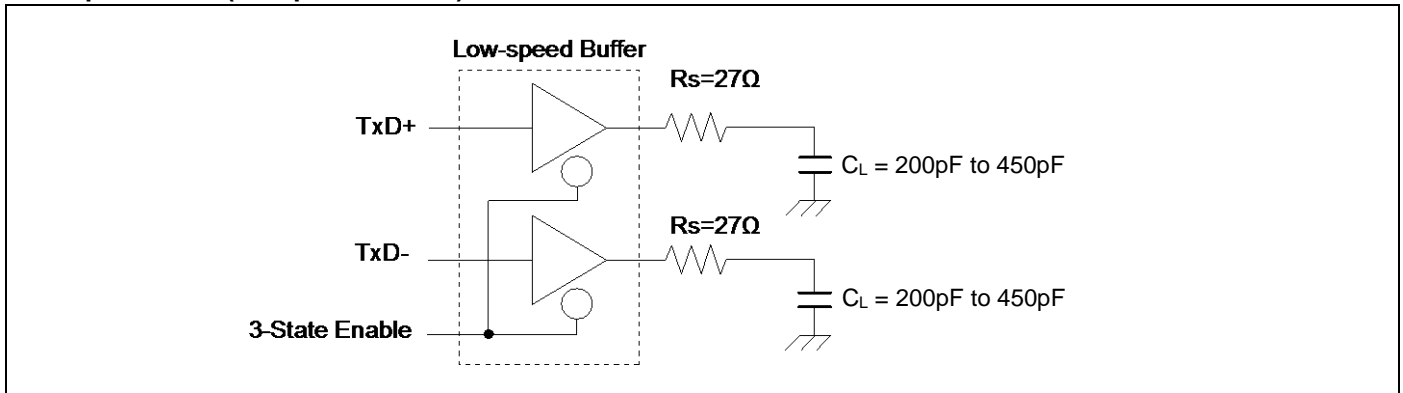 Low-speed Buffer
Rs=27Ω
TxD+
CL = 200pF to 450pF
Rs=27Ω
TxD-
CL = 200pF to 450pF
3-State Enable